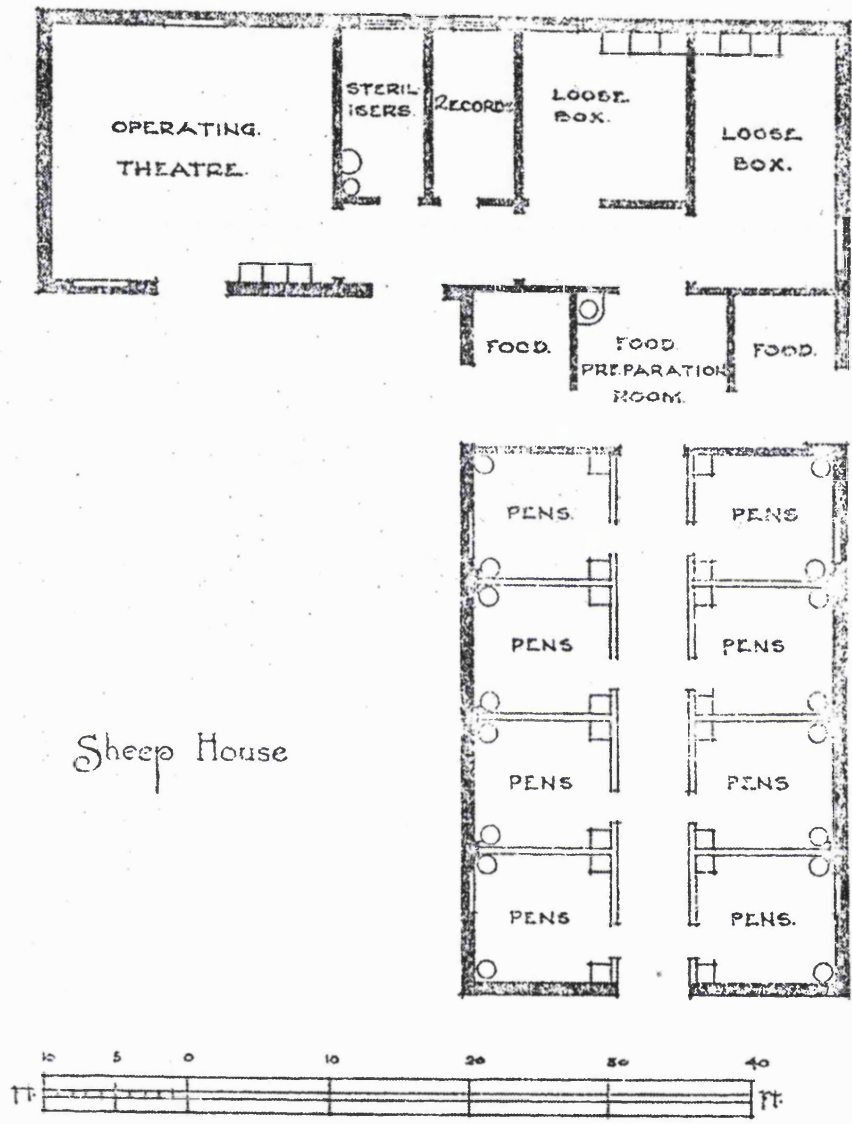 OPERATING.
THEATRE.
STERIL-
ISERS.
RECORDS
LOOSE
BOX.
LOOSE
BOX.
FOOD.
FOOD
PREPARATION
ROOM.
FOOD.
PENS.
PENS
PENS
PENS
PENS
PENS
PENS
PENS.
Sheep House
10 5 0 10 20 30 40
Ft. Ft.